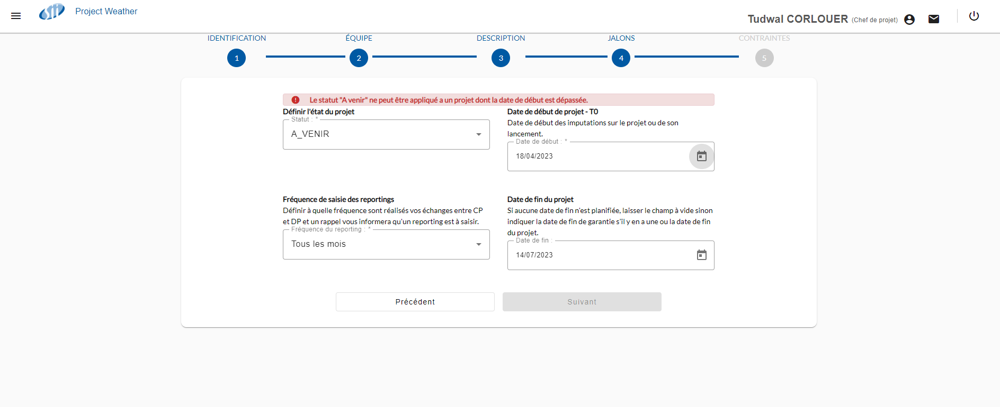 Project Weather
Tudwal CORLOUER (Chef de projet)
IDENTIFICATION
ÉQUIPE
DESCRIPTION
JALONS
CONTRAINTES
1
2
3
4
5
Le statut "A venir" ne peut être appliqué a un projet dont la date de début est dépassée.
Définir l'état du projet
Statut : *
A_VENIR
Date de début de projet - T0
Date de début des imputations sur le projet ou de son
lancement.
Date de début : *
18/04/2023
Fréquence de saisie des reportings
Définir à quelle fréquence sont réalisés vos échanges entre CP
et DP et un rappel vous informera qu'un reporting est à saisir.
Fréquence du reporting : *
Tous les mois
Date de fin du projet
Si aucune date de fin n'est planifiée, laisser le champ à vide sinon
indiquer la date de fin de garantie s'il y en a une ou la date de fin
du projet.
Date de fin :
14/07/2023
Précédent
Suivant